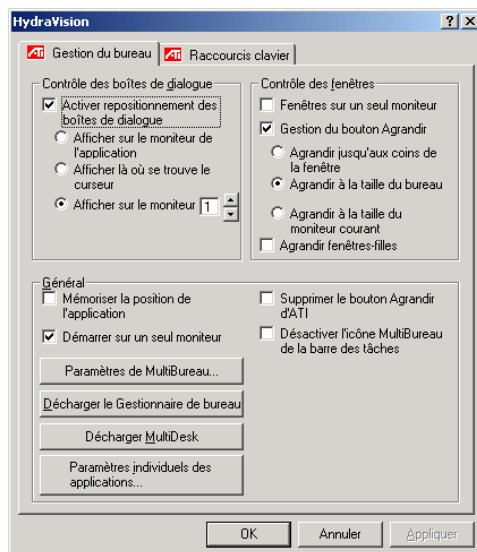 HydraVision
ATI Gestion du bureau
ATI Raccourcis clavier
Contrôle des boîtes de dialogue
Activer repositionnement des
boîtes de dialogue
Afficher sur le moniteur de
l'application
Afficher là où se trouve le
curseur
Afficher sur le moniteur 1
Contrôle des fenêtres
Fenêtres sur un seul moniteur
Gestion du bouton Agrandir
Agrandir jusqu'aux coins de
la fenêtre
Agrandir à la taille du bureau
Agrandir à la taille du
moniteur courant
Agrandir fenêtres-filles
Général
Mémoriser la position de
l'application
Démarrer sur un seul moniteur
Supprimer le bouton Agrandir
d'ATI
Désactiver l'icône MultiBureau
de la barre des tâches
Paramètres de MultiBureau...
Décharger le Gestionnaire de bureau
Décharger MultiDesk
Paramètres individuels des
applications...
OK
Annuler
Appliquer